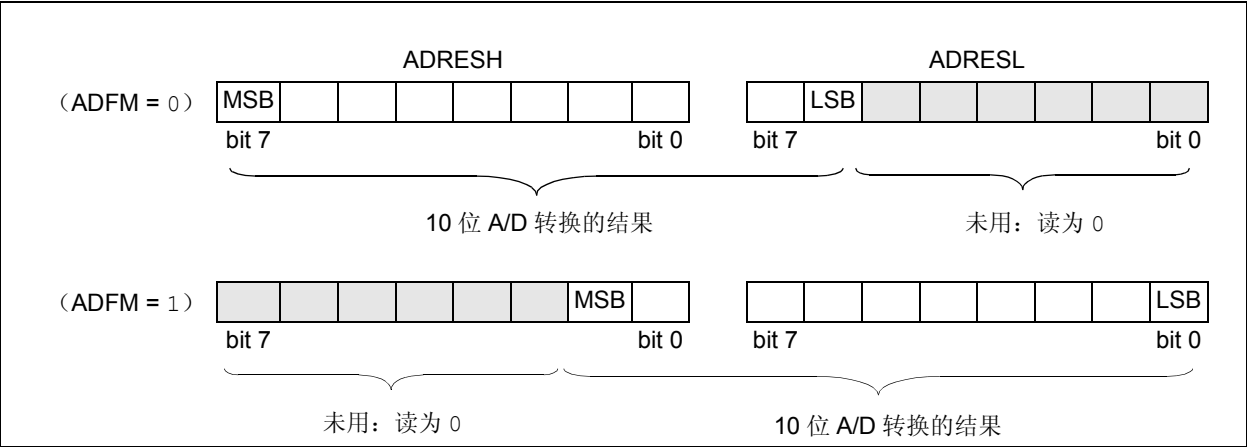 ADRESH ADRESL
（ADFM = 0） MSB LSB
bit 7 bit 0 bit 7 bit 0
10 位 A/D 转换的结果 未用：读为 0
（ADFM = 1） MSB LSB
bit 7 bit 0 bit 7 bit 0
未用：读为 0 10 位 A/D 转换的结果